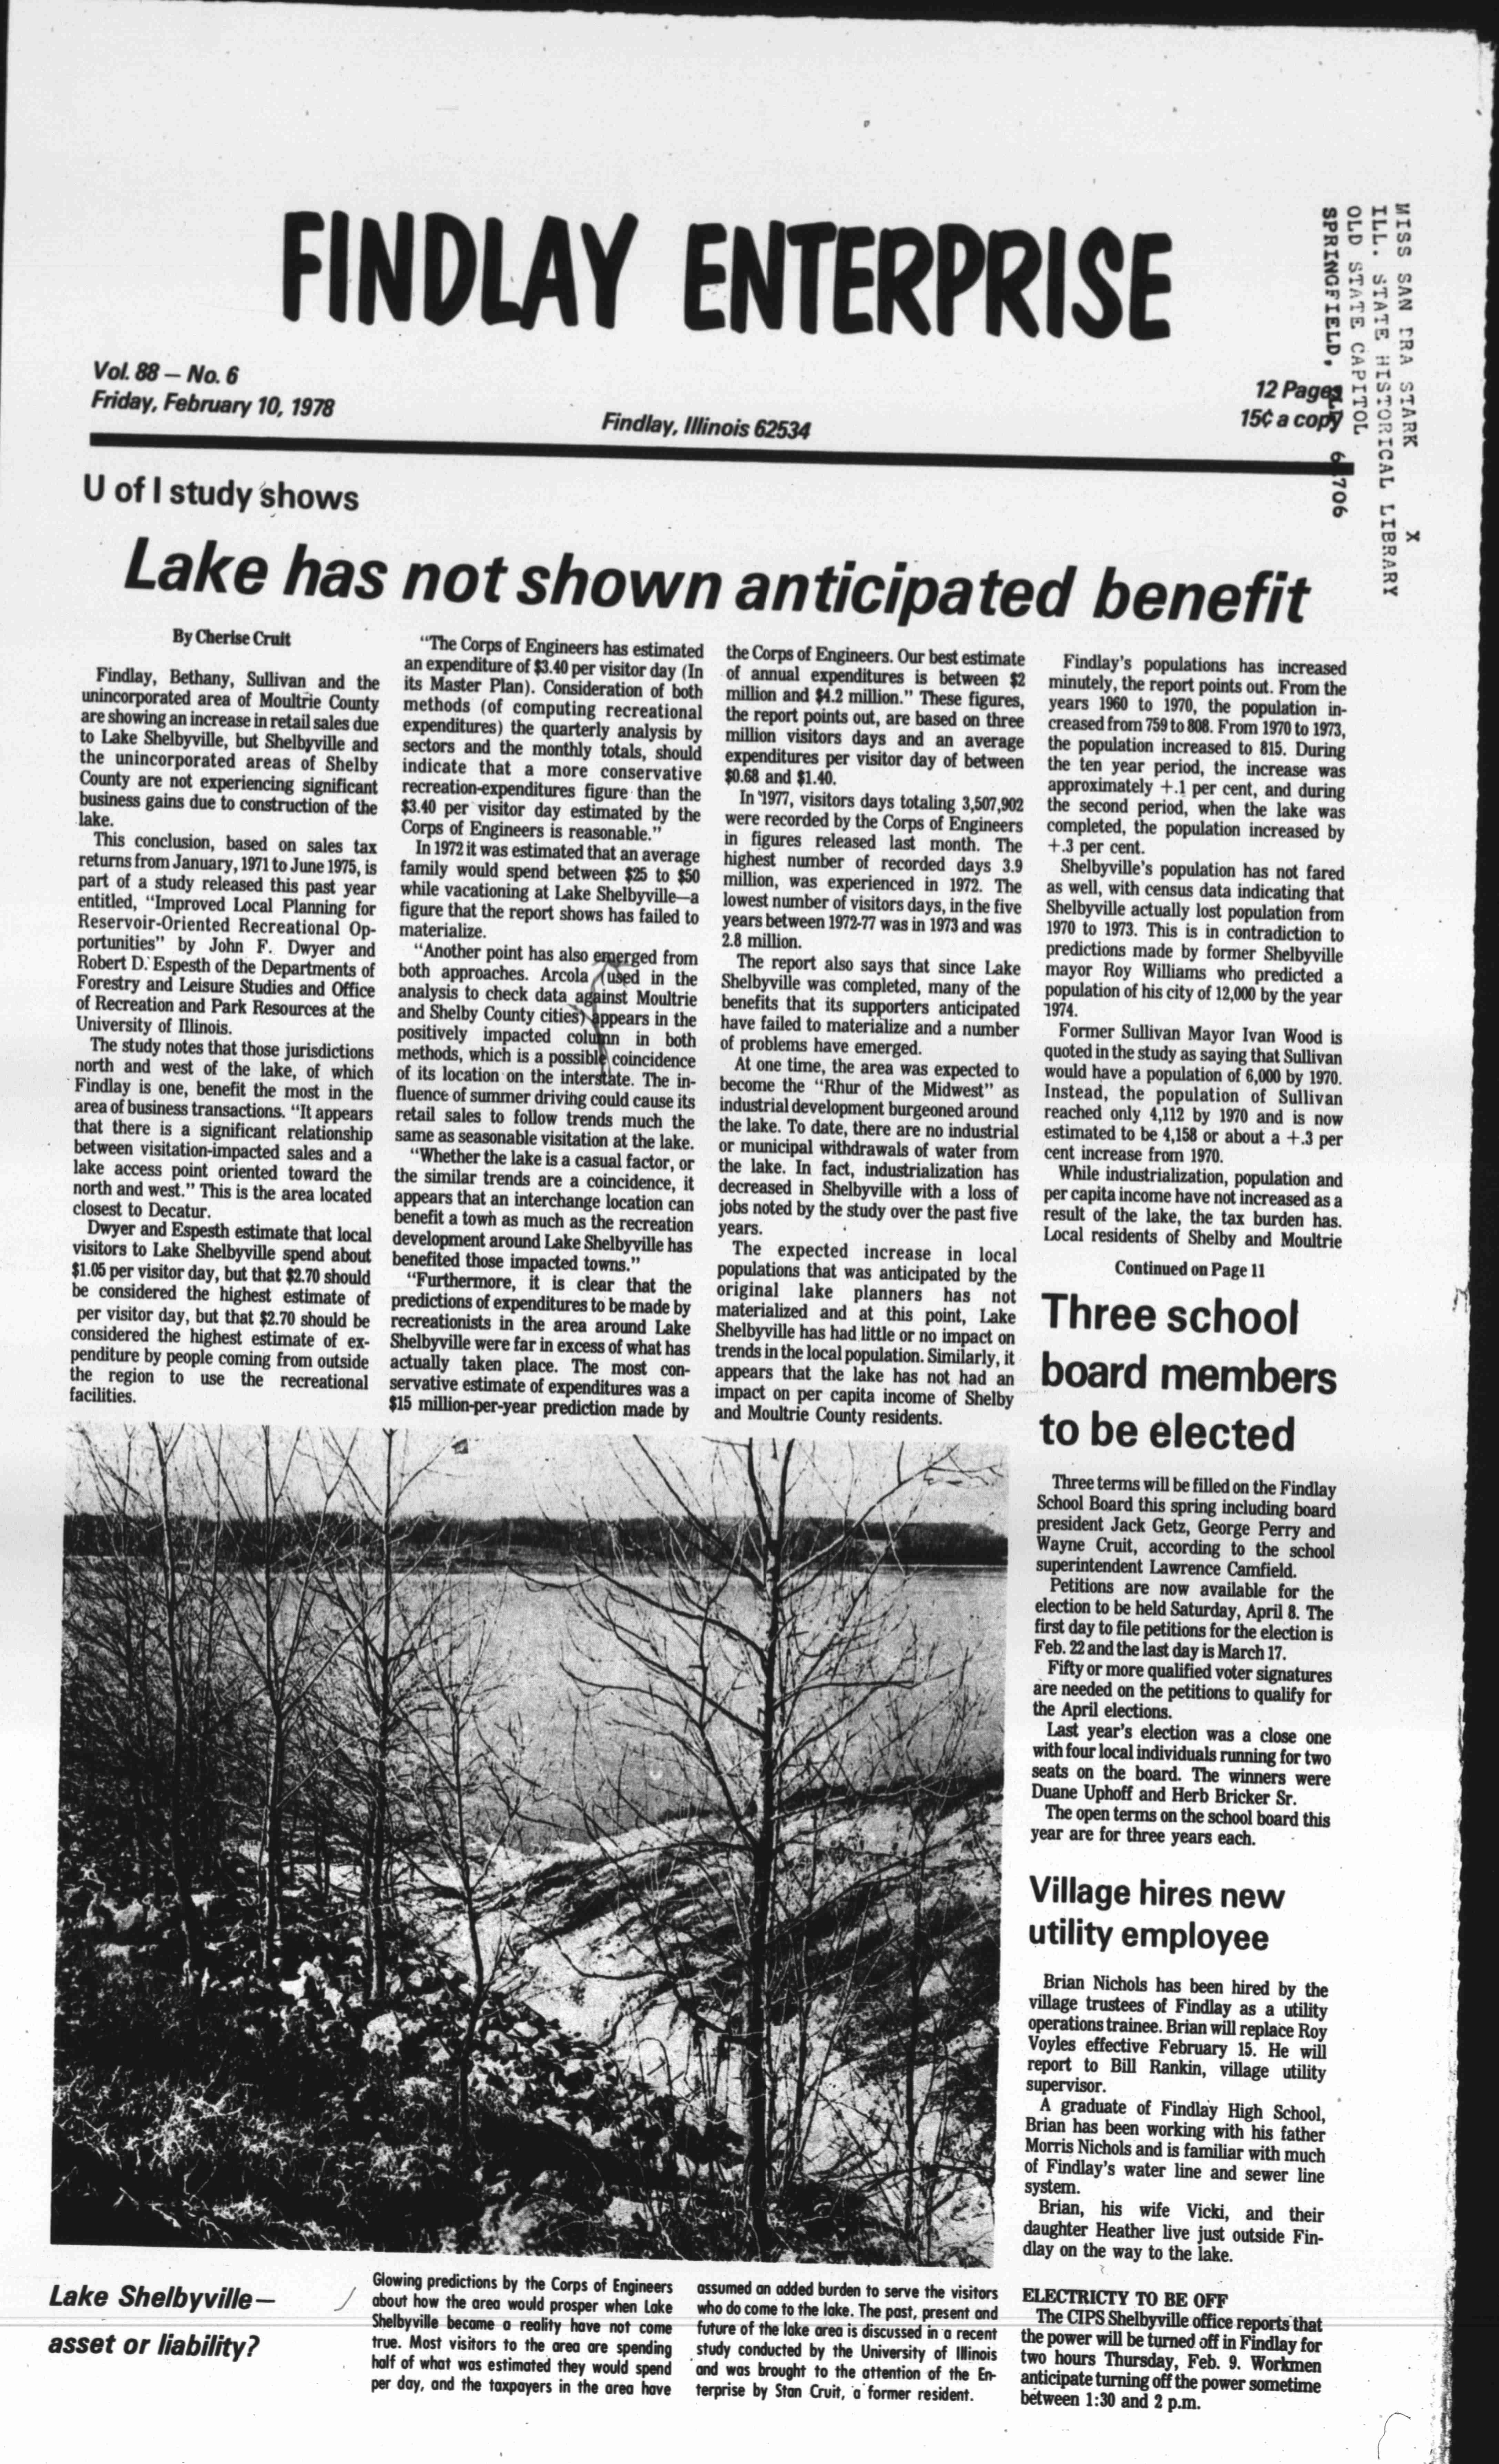 FINDLAY ENTERPRISE
MISS SAN DRA STARK X
ILL. STATE HISTORICAL LIBRARY
OLD STATE CAPITOL
SPRINGFIELD,
Vol. 88 — No. 6
Friday, February 10, 1978
Findlay, Illinois 62534
12 Pages
15¢ a copy
U of I study shows
Lake has not shown anticipated benefit
By Cherise Cruit
Findlay, Bethany, Sullivan and the
unincorporated area of Moultrie County
are showing an increase in retail sales due
to Lake Shelbyville, but Shelbyville and
the unincorporated areas of Shelby
County are not experiencing significant
business gains due to construction of the
lake.
This conclusion, based on sales tax
returns from January, 1971 to June 1975, is
part of a study released this past year
entitled, "Improved Local Planning for
Reservoir-Oriented Recreational Op-
portunities" by John F. Dwyer and
Robert D. Espesth of the Departments of
Forestry and Leisure Studies and Office
of Recreation and Park Resources at the
University of Illinois.
The study notes that those jurisdictions
north and west of the lake, of which
Findlay is one, benefit the most in the
area of business transactions. "It appears
that there is a significant relationship
between visitation-impacted sales and a
lake access point oriented toward the
north and west." This is the area located
closest to Decatur.
Dwyer and Espesth estimate that local
visitors to Lake Shelbyville spend about
$1.05 per visitor day, but that $2.70 should
be considered the highest estimate of
per visitor day, but that $2.70 should be
considered the highest estimate of ex-
penditure by people coming from outside
the region to use the recreational
facilities.
"The Corps of Engineers has estimated
an expenditure of $3.40 per visitor day (In
its Master Plan). Consideration of both
methods (of computing recreational
expenditures) the quarterly analysis by
sectors and the monthly totals, should
indicate that a more conservative
recreation-expenditures figure than the
$3.40 per visitor day estimated by the
Corps of Engineers is reasonable."
In 1972 it was estimated that an average
family would spend between $25 to $50
while vacationing at Lake Shelbyville—a
figure that the report shows has failed to
materialize.
"Another point has also emerged from
both approaches. Arcola (used in the
analysis to check data against Moultrie
and Shelby County cities) appears in the
positively impacted column in both
methods, which is a possible coincidence
of its location on the interstate. The in-
fluence of summer driving could cause its
retail sales to follow trends much the
same as seasonable visitation at the lake.
"Whether the lake is a casual factor, or
the similar trends are a coincidence, it
appears that an interchange location can
benefit a towh as much as the recreation
development around Lake Shelbyville has
benefited those impacted towns."
"Furthermore, it is clear that the
predictions of expenditures to be made by
recreationists in the area around Lake
Shelbyville were far in excess of what has
actually taken place. The most con-
servative estimate of expenditures was a
$15 million-per-year prediction made by
the Corps of Engineers. Our best estimate
of annual expenditures is between $2
million and $4.2 million." These figures,
the report points out, are based on three
million visitors days and an average
expenditures per visitor day of between
$0.68 and $1.40.
In 1977, visitors days totaling 3,507,902
were recorded by the Corps of Engineers
in figures released last month. The
highest number of recorded days 3.9
million, was experienced in 1972. The
lowest number of visitors days, in the five
years between 1972-77 was in 1973 and was
2.8 million.
The report also says that since Lake
Shelbyville was completed, many of the
benefits that its supporters anticipated
have failed to materialize and a number
of problems have emerged.
At one time, the area was expected to
become the "Rhur of the Midwest" as
industrial development burgeoned around
the lake. To date, there are no industrial
or municipal withdrawals of water from
the lake. In fact, industrialization has
decreased in Shelbyville with a loss of
jobs noted by the study over the past five
years.
The expected increase in local
populations that was anticipated by the
original lake planners has not
materialized and at this point, Lake
Shelbyville has had little or no impact on
trends in the local population. Similarly, it
appears that the lake has not had an
impact on per capita income of Shelby
and Moultrie County residents.
Findlay's populations has increased
minutely, the report points out. From the
years 1960 to 1970, the population in-
creased from 759 to 808. From 1970 to 1973,
the population increased to 815. During
the ten year period, the increase was
approximately +.1 per cent, and during
the second period, when the lake was
completed, the population increased by
+.3 per cent.
Shelbyville's population has not fared
as well, with census data indicating that
Shelbyville actually lost population from
1970 to 1973. This is in contradiction to
predictions made by former Shelbyville
mayor Roy Williams who predicted a
population of his city of 12,000 by the year
1974.
Former Sullivan Mayor Ivan Wood is
quoted in the study as saying that Sullivan
would have a population of 6,000 by 1970.
Instead, the population of Sullivan
reached only 4,112 by 1970 and is now
estimated to be 4,158 or about a +.3 per
cent increase from 1970.
While industrialization, population and
per capita income have not increased as a
result of the lake, the tax burden has.
Local residents of Shelby and Moultrie
Continued on Page 11
Three school
board members
to be elected
Three terms will be filled on the Findlay
School Board this spring including board
president Jack Getz, George Perry and
Wayne Cruit, according to the school
superintendent Lawrence Camfield.
Petitions are now available for the
election to be held Saturday, April 8. The
first day to file petitions for the election is
Feb. 22 and the last day is March 17.
Fifty or more qualified voter signatures
are needed on the petitions to qualify for
the April elections.
Last year's election was a close one
with four local individuals running for two
seats on the board. The winners were
Duane Uphoff and Herb Bricker Sr.
The open terms on the school board this
year are for three years each.
Village hires new
utility employee
Brian Nichols has been hired by the
village trustees of Findlay as a utility
operations trainee. Brian will replace Roy
Voyles effective February 15. He will
report to Bill Rankin, village utility
supervisor.
A graduate of Findlay High School,
Brian has been working with his father
Morris Nichols and is familiar with much
of Findlay's water line and sewer line
system.
Brian, his wife Vicki, and their
daughter Heather live just outside Fin-
dlay on the way to the lake.
ELECTRICTY TO BE OFF
The CIPS Shelbyville office reports that
the power will be turned off in Findlay for
two hours Thursday, Feb. 9. Workmen
anticipate turning off the power sometime
between 1:30 and 2 p.m.
Lake Shelbyville—
asset or liability?
Glowing predictions by the Corps of Engineers
about how the area would prosper when Lake
Shelbyville became a reality have not come
true. Most visitors to the area are spending
half of what was estimated they would spend
per day, and the taxpayers in the area have
assumed an added burden to serve the visitors
who do come to the lake. The past, present and
future of the lake area is discussed in a recent
study conducted by the University of Illinois
and was brought to the attention of the En-
terprise by Stan Cruit, a former resident.